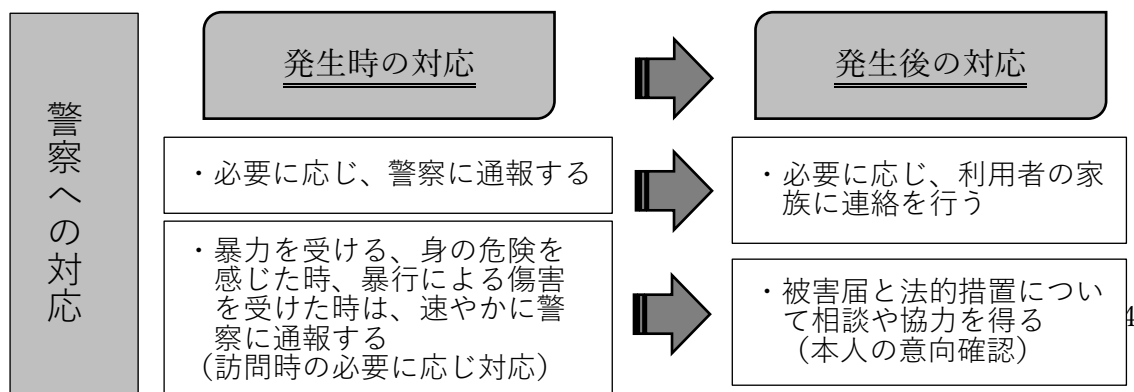 警察への対応
発生時の対応
発生後の対応
・必要に応じ、警察に通報する
・必要に応じ、利用者の家
族に連絡を行う
・暴力を受ける、身の危険を
感じた時、暴行による傷害
を受けた時は、速やかに警
察に通報する
（訪問時の必要に応じ対応）
・被害届と法的措置につい
て相談や協力を得る
（本人の意向確認）
4